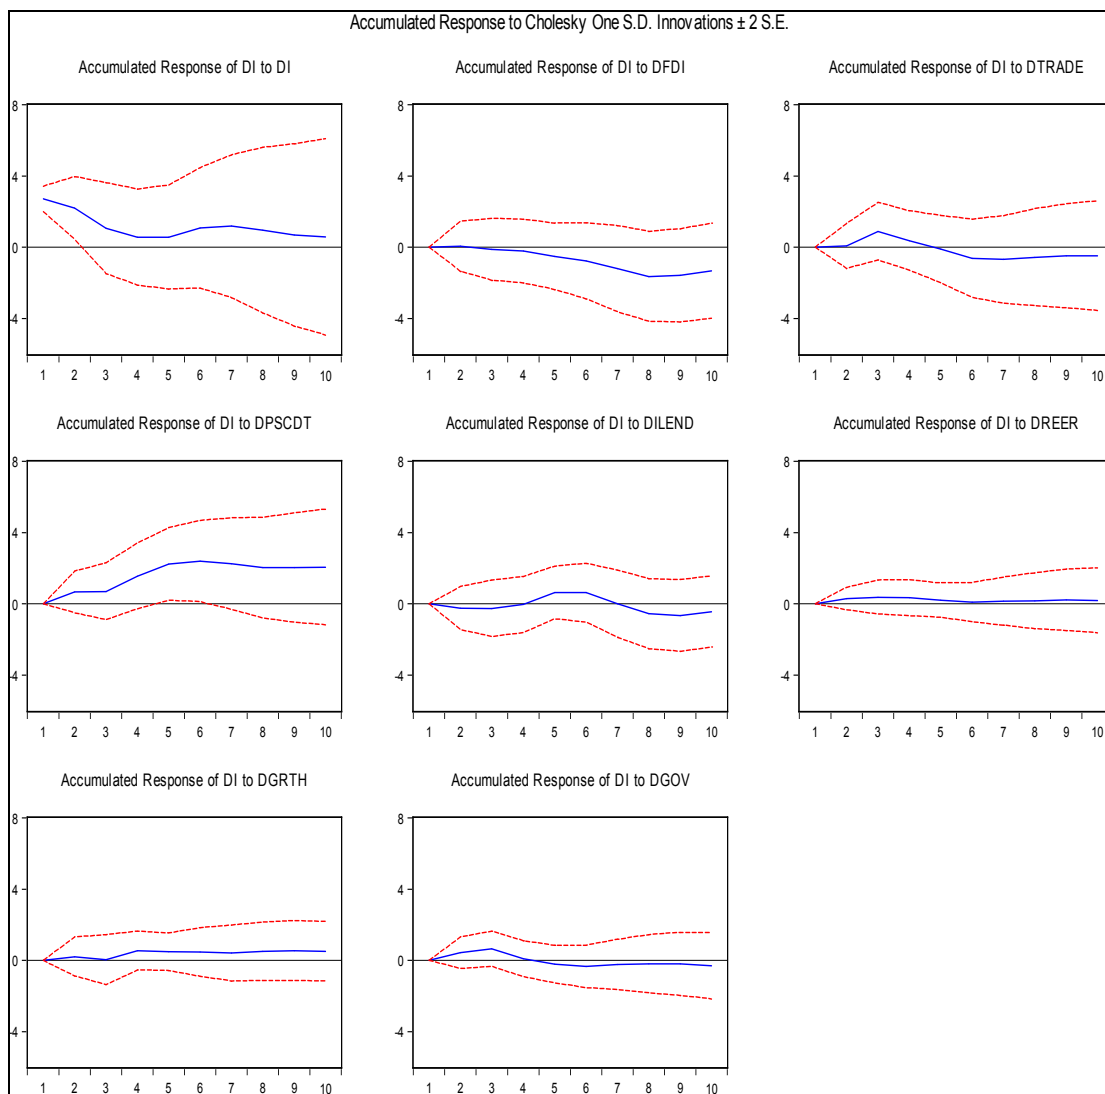 Accumulated Response to Cholesky One S.D. Innovations ± 2 S.E.
Accumulated Response of DI to DI
8
4
0
-4
1 2 3 4 5 6 7 8 9 10
Accumulated Response of DI to DFDI
8
4
0
-4
1 2 3 4 5 6 7 8 9 10
Accumulated Response of DI to DTRADE
8
4
0
-4
1 2 3 4 5 6 7 8 9 10
Accumulated Response of DI to DPSCDT
8
4
0
-4
1 2 3 4 5 6 7 8 9 10
Accumulated Response of DI to DILEND
8
4
0
-4
1 2 3 4 5 6 7 8 9 10
Accumulated Response of DI to DREER
8
4
0
-4
1 2 3 4 5 6 7 8 9 10
Accumulated Response of DI to DGRTH
8
4
0
-4
1 2 3 4 5 6 7 8 9 10
Accumulated Response of DI to DGOV
8
4
0
-4
1 2 3 4 5 6 7 8 9 10